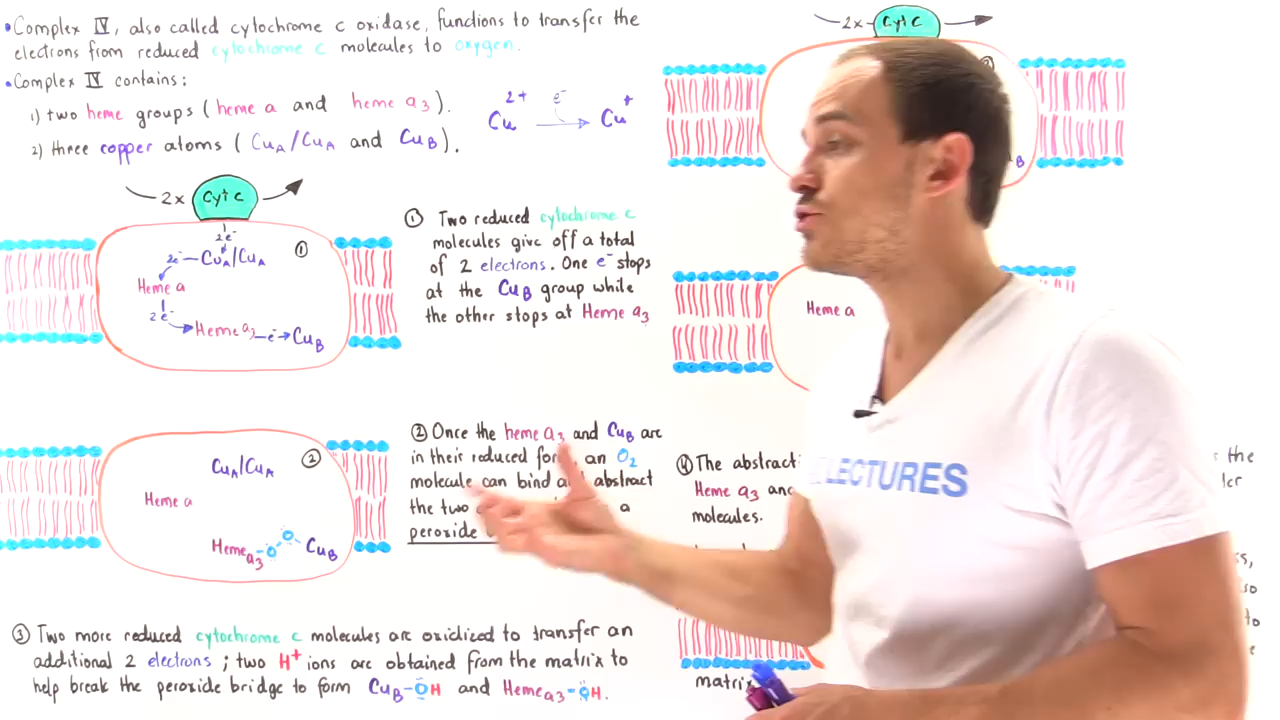 •Complex IV, also called cytochrome c oxidase, functions to transfer the
electrons from reduced cytochrome c molecules to oxygen.
•Complex IV contains:
1) two heme groups (heme a and heme a3).
2) three copper atoms (CuA/CuA and CuB).
Cu2+ e- Cu+
2x Cyt c
2e-
2e- CuA/CuA
①
Heme a
2e-
Heme a3 e- CuB
① Two reduced cytochrome c
molecules give off a total
of 2 electrons. One e- stops
at the CuB group while
the other stops at Heme a3
CuA/CuA
②
Heme a
Heme a3 - O O CuB
② Once the heme a3 and CuB are
in their reduced an O2
molecule can bind abstract
the two a
peroxide
③ Two more reduced cytochrome c molecules are oxidized to transfer an
additional 2 electrons; two H+ ions are obtained from the matrix to
help break the peroxide bridge to form CuB-OH and Heme a3-OH.
2x Cyt c
B
Heme a
④ The
Heme a3
molecules.
the
matrix
to
LECTURES